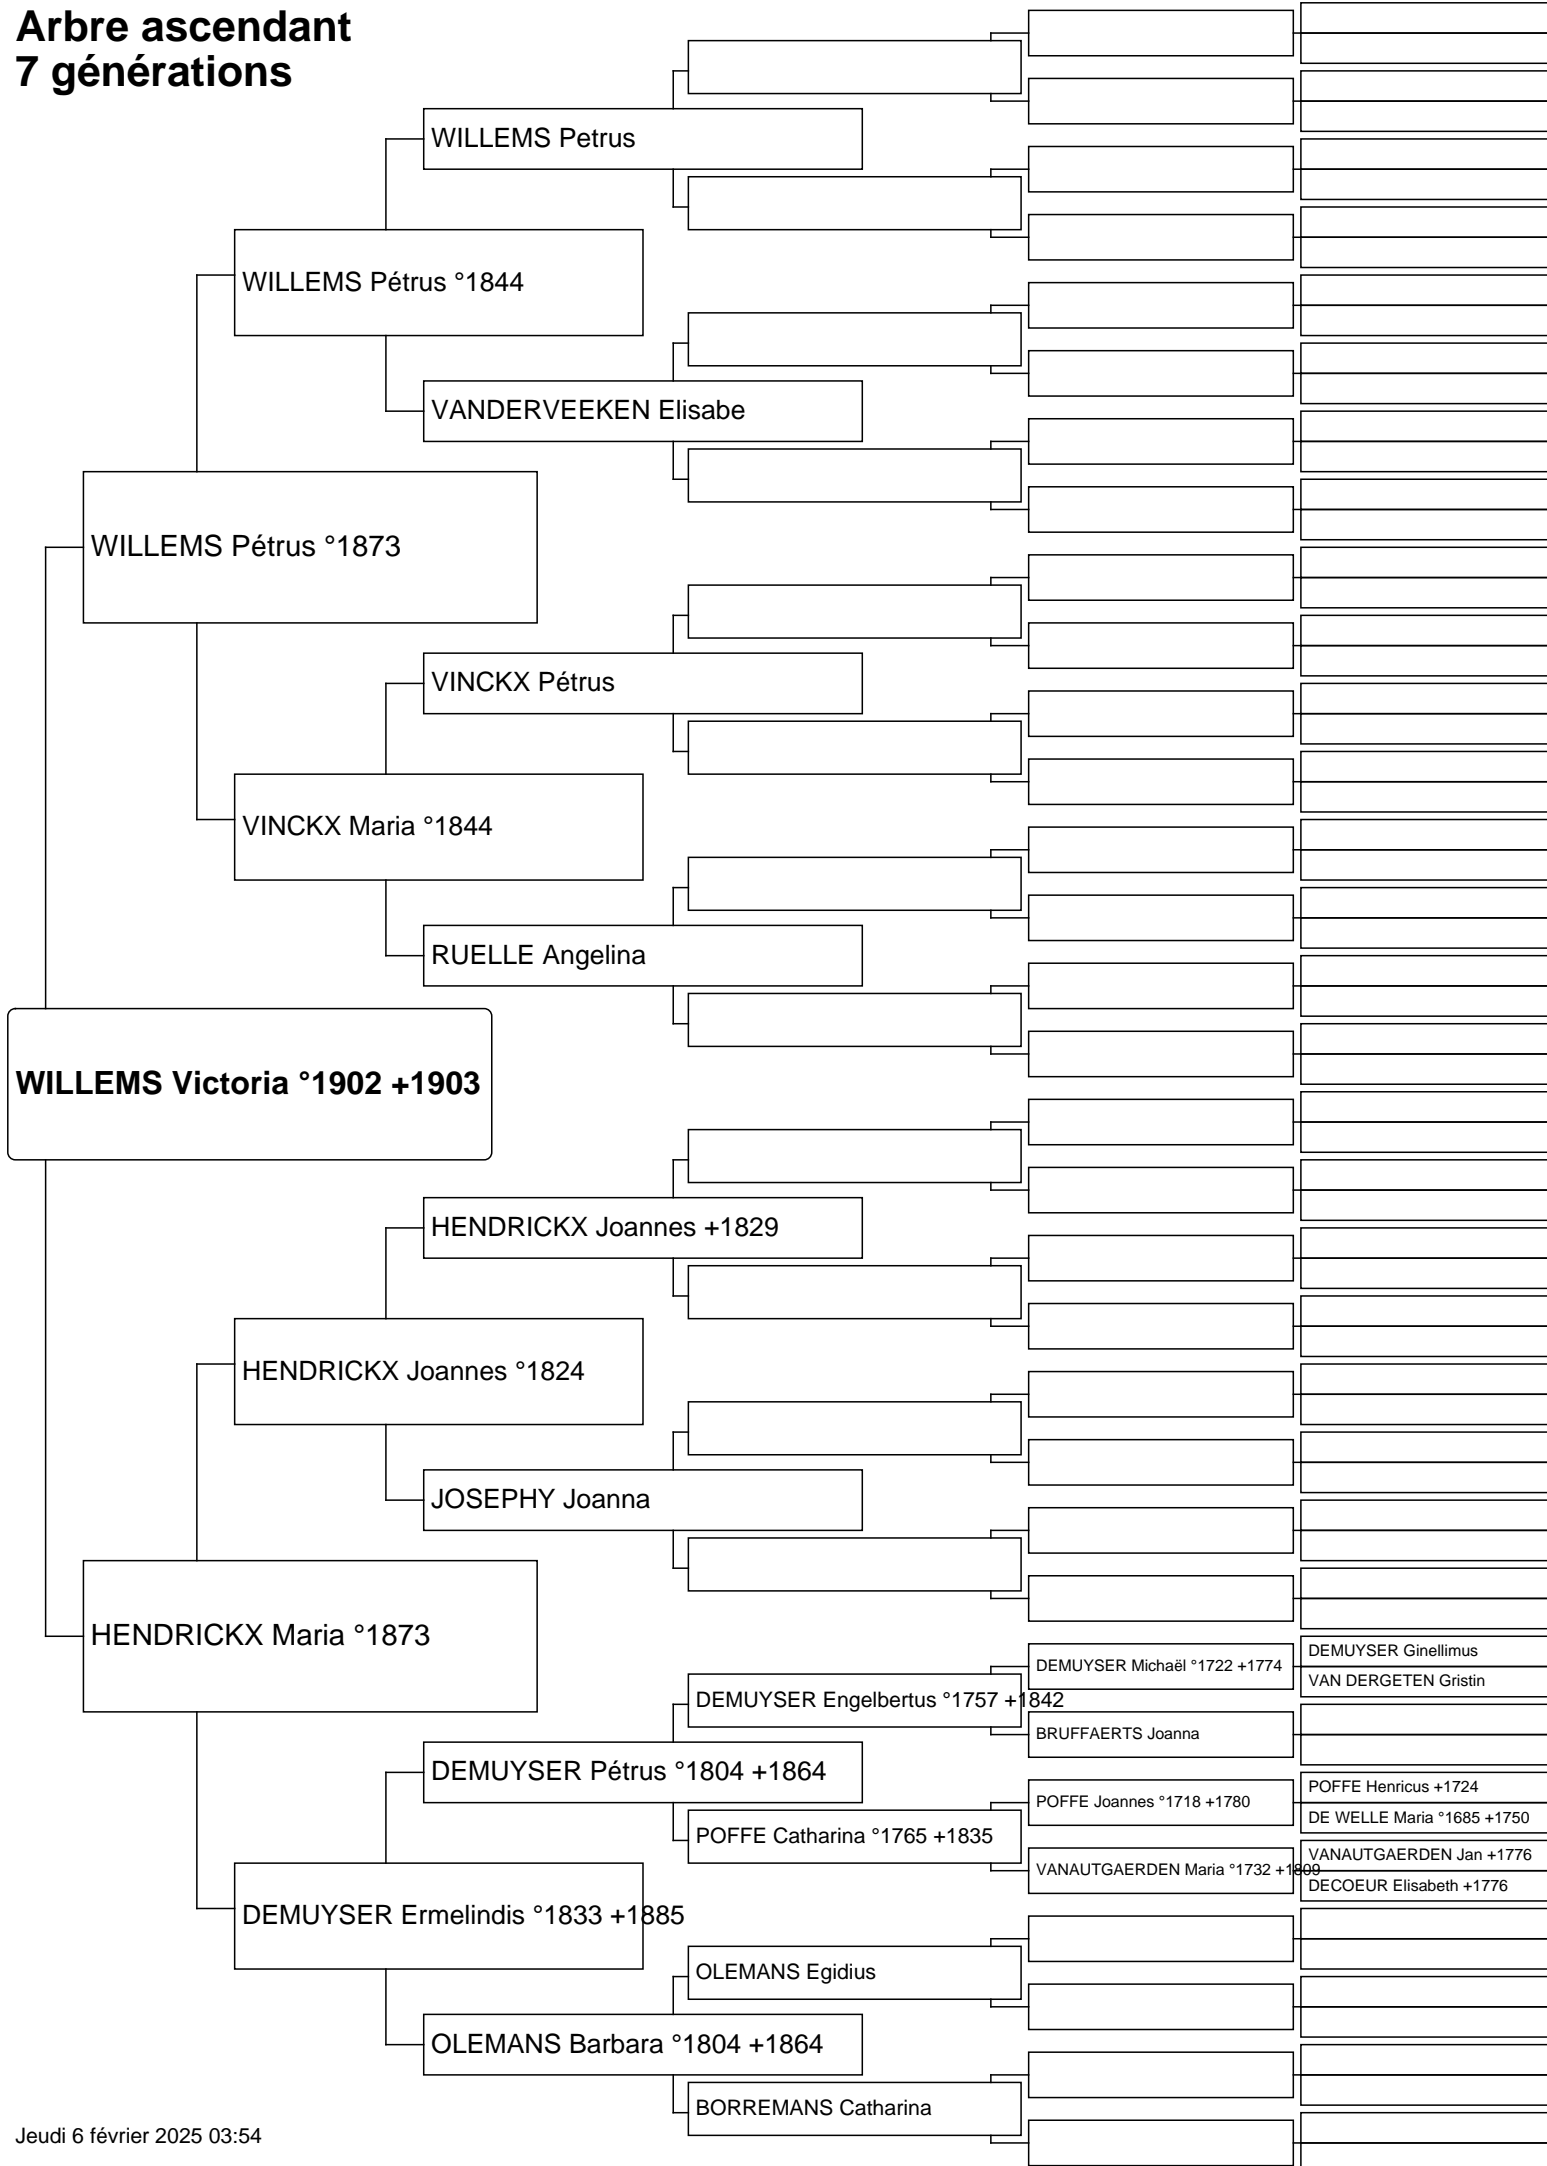 Arbre ascendant
7 générations
WILLEMS Petrus
WILLEMS Pétrus °1844
VANDERVEEKEN Elisabe
WILLEMS Pétrus °1873
VINCKX Pétrus
VINCKX Maria °1844
RUELLE Angelina
WILLEMS Victoria °1902 +1903
HENDRICKX Joannes +1829
HENDRICKX Joannes °1824
JOSEPHY Joanna
HENDRICKX Maria °1873
DEMUYSER Ginellimus
DEMUYSER Michaël °1722 +1774
VAN DERGETEN Gristin
DEMUYSER Engelbertus °1757 +1842
BRUFFAERTS Joanna
DEMUYSER Pétrus °1804 +1864
POFFE Henricus +1724
POFFE Joannes °1718 +1780
DE WELLE Maria °1685 +1750
POFFE Catharina °1765 +1835
VANAUTGAERDEN Jan +1776
VANAUTGAERDEN Maria °1732 +1809
DECOEUR Elisabeth +1776
DEMUYSER Ermelindis °1833 +1885
OLEMANS Egidius
OLEMANS Barbara °1804 +1864
BORREMANS Catharina
Jeudi 6 février 2025 03:54